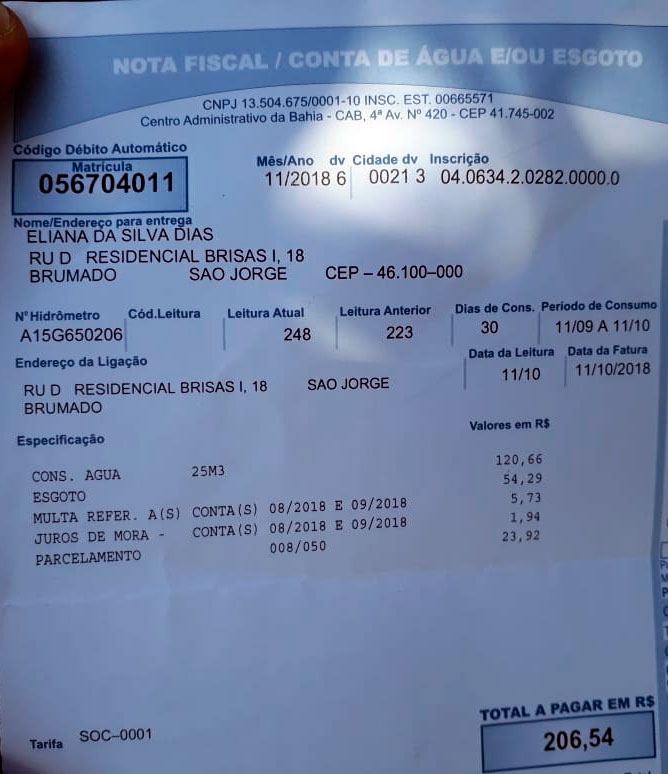 NOTA FISCAL / CONTA DE ÁGUA E/OU ESGOTO
CNPJ 13.504.675/0001-10 INSC. EST. 00665571
Centro Administrativo da Bahia - CAB, 4ª Av. Nº 420 - CEP 41.745-002
Código Débito Automático
Matrícula
056704011
Mês/Ano dv Cidade dv Inscrição
11/2018 6 0021 3 04.0634.2.0282.0000.0
Nome/Endereço para entrega
ELIANA DA SILVA DIAS
RU D RESIDENCIAL BRISAS I, 18
BRUMADO SAO JORGE CEP – 46.100–000
Nº Hidrômetro Cód.Leitura Leitura Atual Leitura Anterior Dias de Cons. Período de Consumo
A15G650206 248 223 30 11/09 A 11/10
Endereço da Ligação Data da Leitura Data da Fatura
RU D RESIDENCIAL BRISAS I, 18 SAO JORGE 11/10 11/10/2018
BRUMADO
Especificação Valores em R$
CONS. AGUA 25M3 120,66
ESGOTO 54,29
MULTA REFER. A(S) CONTA(S) 08/2018 E 09/2018 5,73
JUROS DE MORA - CONTA(S) 08/2018 E 09/2018 1,94
PARCELAMENTO 008/050 23,92
TOTAL A PAGAR EM R$
Tarifa SOC–0001 206,54